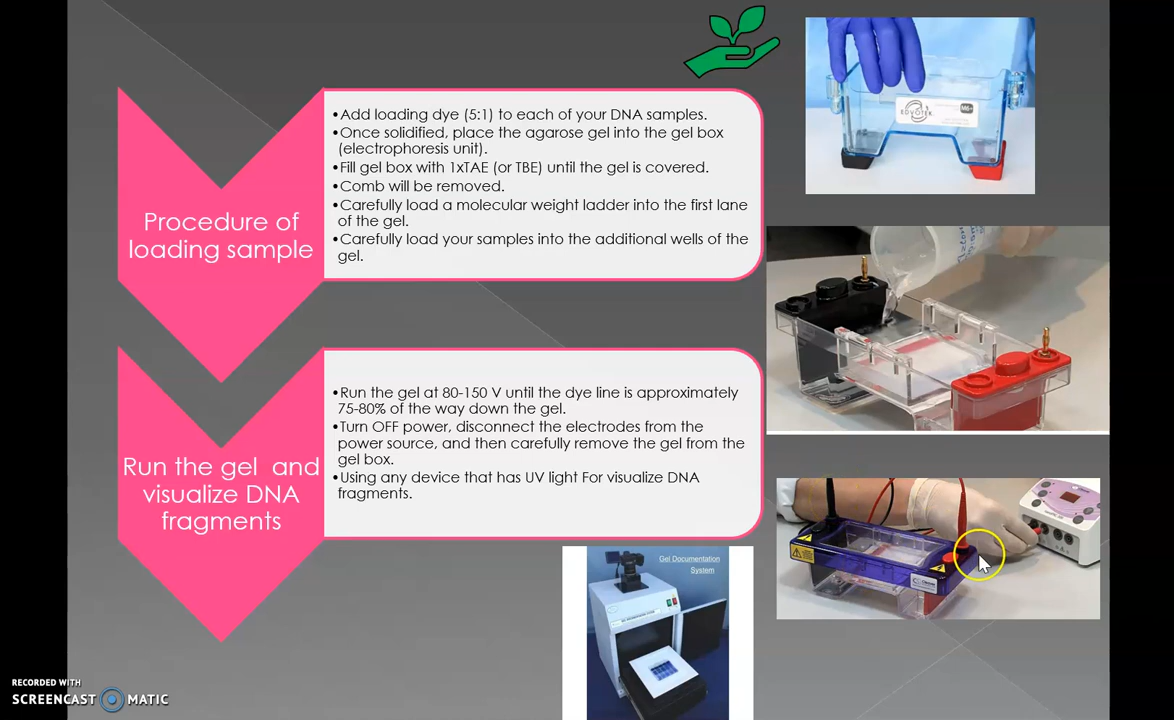 Procedure of
loading sample
•Add loading dye (5:1) to each of your DNA samples.
•Once solidified, place the agarose gel into the gel box
(electrophoresis unit).
•Fill gel box with 1xTAE (or TBE) until the gel is covered.
•Comb will be removed.
•Carefully load a molecular weight ladder into the first lane
of the gel.
•Carefully load your samples into the additional wells of the
gel.
EDVOTEK
M6+
Run the gel and
visualize DNA
fragments
•Run the gel at 80-150 V until the dye line is approximately
75-80% of the way down the gel.
•Turn OFF power, disconnect the electrodes from the
power source, and then carefully remove the gel from the
gel box.
•Using any device that has UV light For visualize DNA
fragments.
Gel Documentation
System
RECORDED WITH
SCREENCAST MATIC